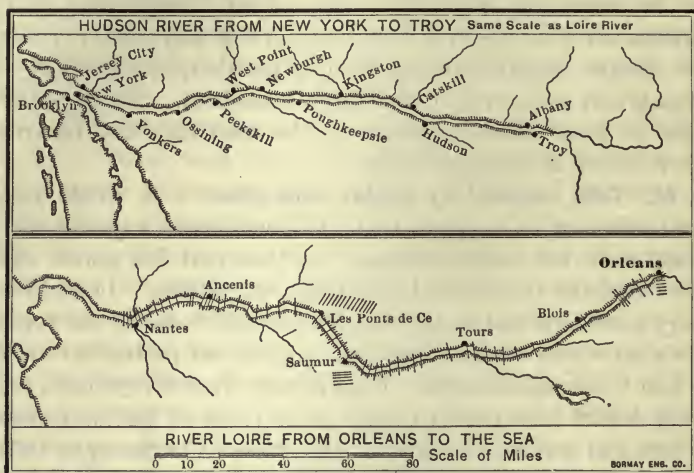 HUDSON RIVER FROM NEW YORK TO TROY Same Scale as Loire River
Jersey City
New York
Brooklyn
Yonkers
Ossining
Peekskill
West Point
Newburgh
Poughkeepsie
Kingston
Catskill
Hudson
Albany
Troy
Orleans
Ancenis
Nantes
Les Ponts de Ce
Saumur
Tours
Blois
RIVER LOIRE FROM ORLEANS TO THE SEA
Scale of Miles
0 10 20 40 60 80
BORMAY ENG. CO.